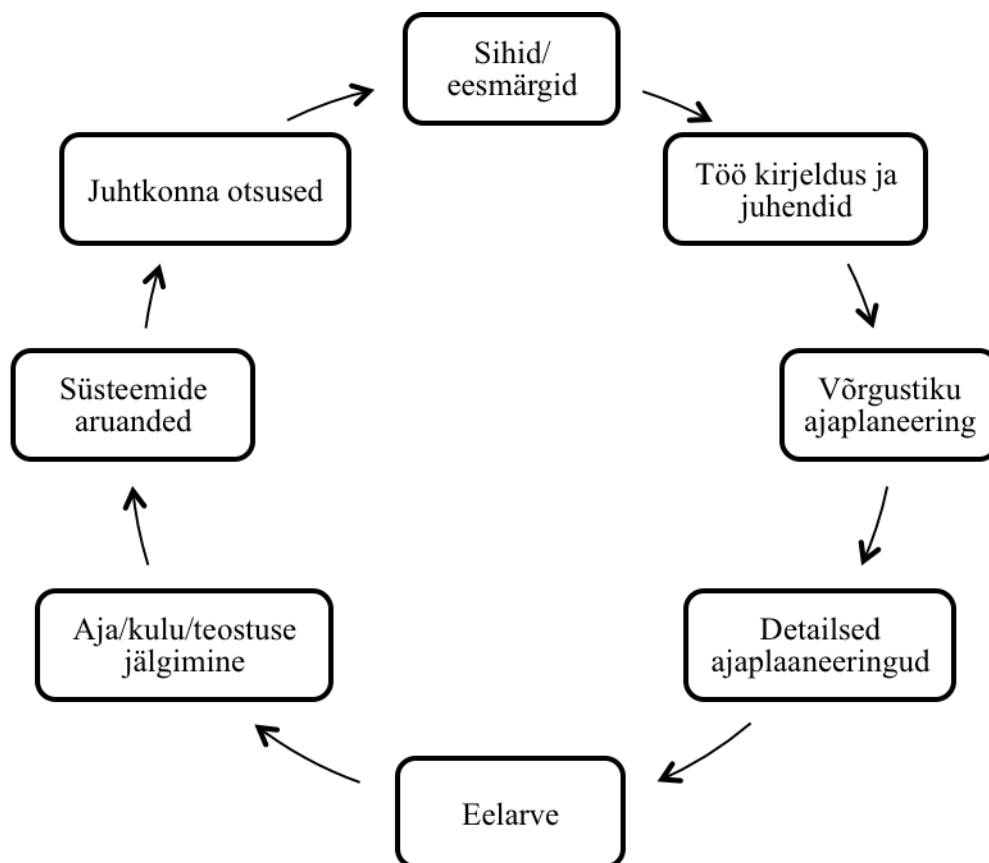 Sihid/
eesmärgid
Töö kirjeldus ja
juhendid
Võrgustiku
ajaplaneering
Detailsed
ajaplaaneeringud
Eelarve
Aja/kulu/teostuse
jälgimine
Süsteemide
aruanded
Juhtkonna otsused